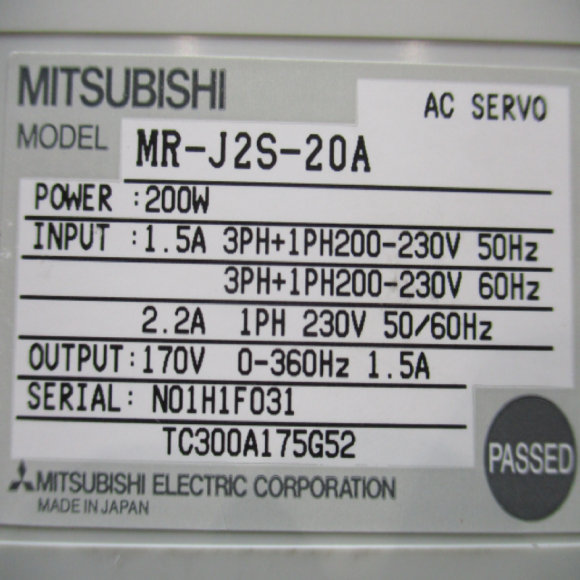 MITSUBISHI
AC SERVO
MODEL MR-J2S-20A
POWER :200W
INPUT :1.5A 3PH+1PH200-230V 50Hz
3PH+1PH200-230V 60Hz
2.2A 1PH 230V 50/60Hz
OUTPUT:170V 0-360Hz 1.5A
SERIAL: N01H1F031
TC300A175G52
PASSED
MITSUBISHI ELECTRIC CORPORATION
MADE IN JAPAN